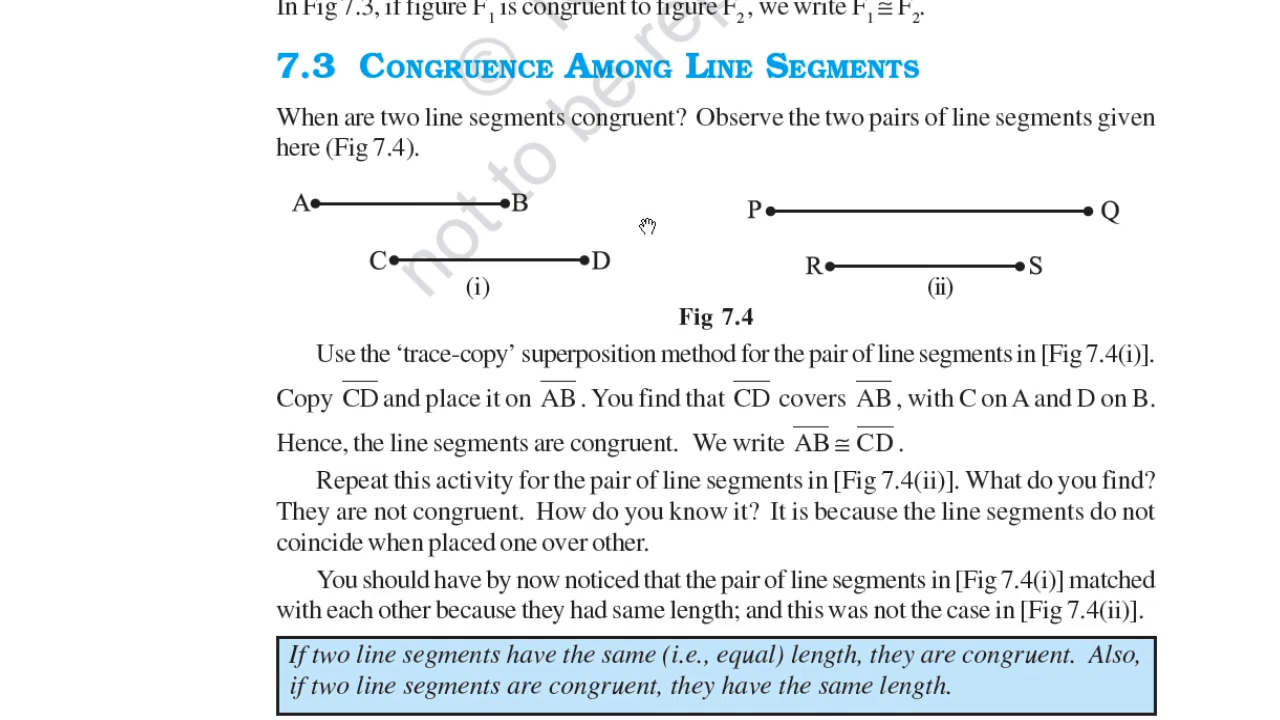 In Fig 7.3, if figure F1 is congruent to figure F2, we write F1 ≅ F2.
7.3 CONGRUENCE AMONG LINE SEGMENTS
When are two line segments congruent? Observe the two pairs of line segments given
here (Fig 7.4).
A B
C D
(i)
P Q
R S
(ii)
Fig 7.4
Use the ‘trace-copy’ superposition method for the pair of line segments in [Fig 7.4(i)].
Copy C̅D̅ and place it on A̅B̅. You find that C̅D̅ covers A̅B̅, with C on A and D on B.
Hence, the line segments are congruent. We write A̅B̅ ≅ C̅D̅.
Repeat this activity for the pair of line segments in [Fig 7.4(ii)]. What do you find?
They are not congruent. How do you know it? It is because the line segments do not
coincide when placed one over other.
You should have by now noticed that the pair of line segments in [Fig 7.4(i)] matched
with each other because they had same length; and this was not the case in [Fig 7.4(ii)].
If two line segments have the same (i.e., equal) length, they are congruent. Also,
if two line segments are congruent, they have the same length.
©
not to be re